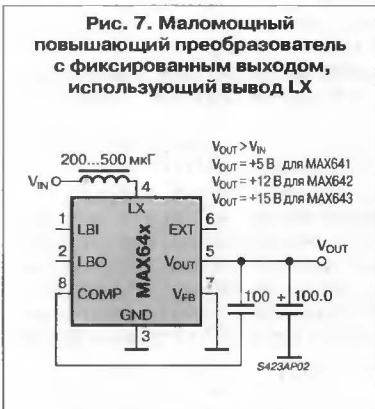 Рис. 7. Маломощный
повышающий преобразователь
с фиксированным выходом,
использующий вывод LX
200...500 мкГ
VOUT > VIN
VOUT = +5 В для MAX641
VOUT = +12 В для MAX642
VOUT = +15 В для MAX643
VIN
4
LX
1
LBI
EXT
6
2
LBO
MAX64x
VOUT
5
VOUT
8
COMP
VFB
7
GND
3
100
+
100.0
S423AP02